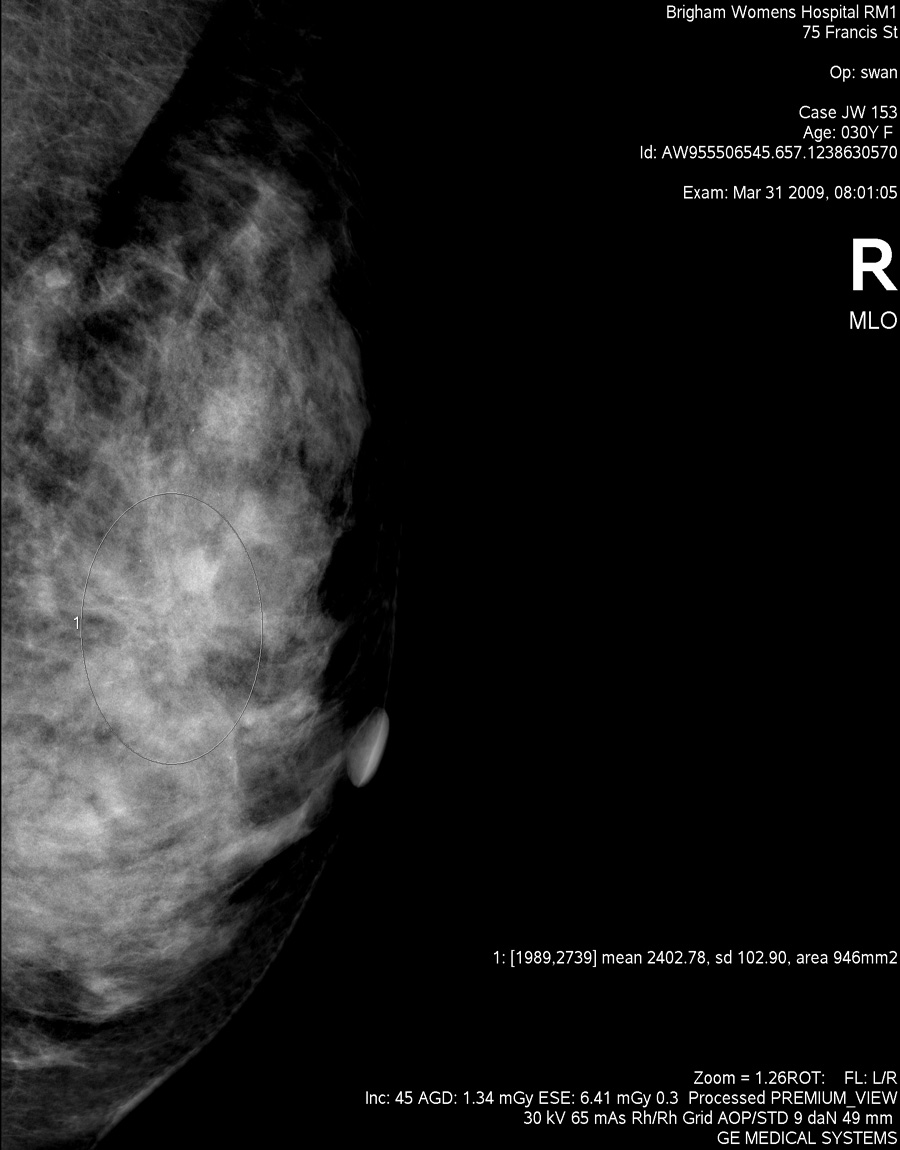 Brigham Womens Hospital RM1
75 Francis St
Op: swan
Case JW 153
Age: 030Y F
Id: AW955506545.657.1238630570
Exam: Mar 31 2009, 08:01:05
R
MLO
1
1: [1989,2739] mean 2402.78, sd 102.90, area 946mm2
Zoom = 1.26ROT: FL: L/R
Inc: 45 AGD: 1.34 mGy ESE: 6.41 mGy 0.3 Processed PREMIUM_VIEW
30 kV 65 mAs Rh/Rh Grid AOP/STD 9 daN 49 mm
GE MEDICAL SYSTEMS